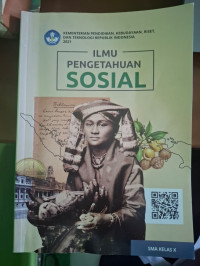 KEMENTERIAN PENDIDIKAN, KEBUDAYAAN, RISET,
DAN TEKNOLOGI REPUBLIK INDONESIA
2021
ILMU
PENGETAHUAN
SOSIAL
SMA KELAS X